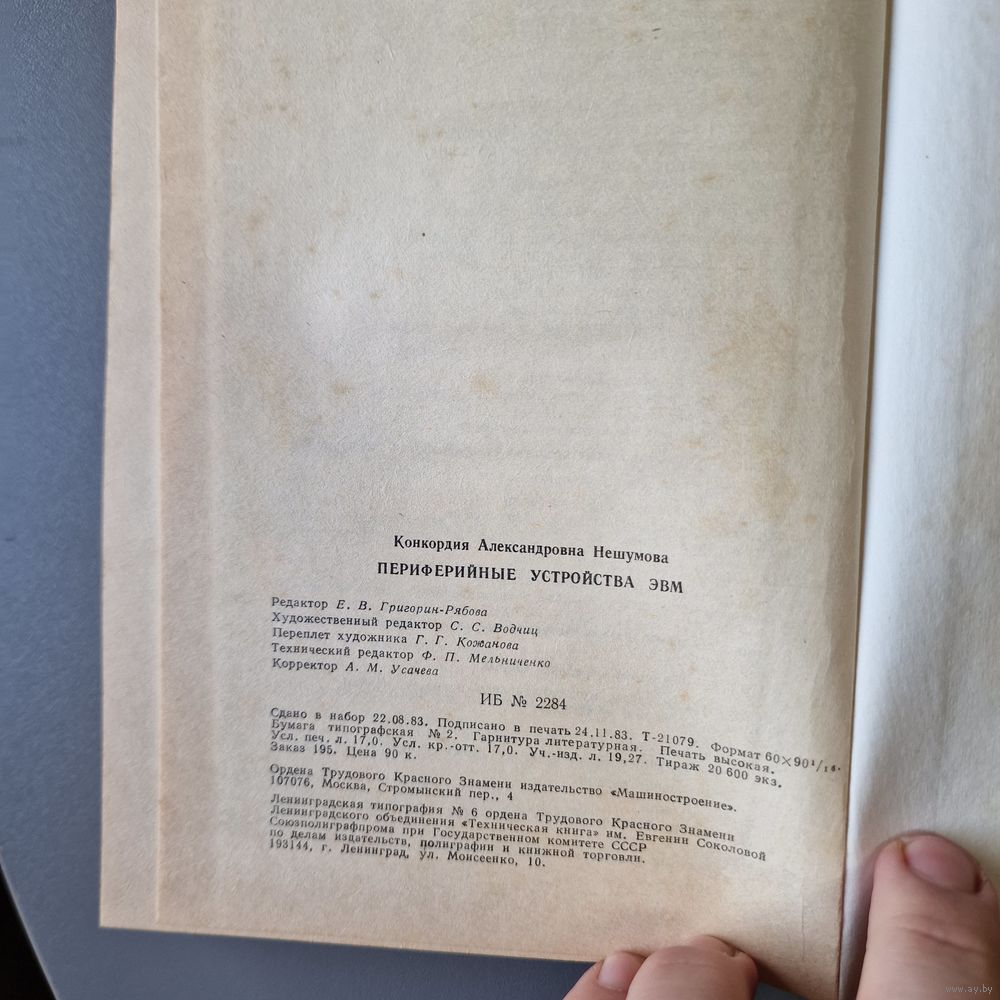 Конкордия Александровна Нешумова
ПЕРИФЕРИЙНЫЕ УСТРОЙСТВА ЭВМ
Редактор Е. В. Григорин-Рябова
Художественный редактор С. С. Водчиц
Переплет художника Г. Г. Кожанова
Технический редактор Ф. П. Мельниченко
Корректор А. М. Усачева
ИБ № 2284
Сдано в набор 22.08.83. Подписано в печать 24.11.83. Т-21079. Формат 60×90¹/₁₆.
Бумага типографская № 2. Гарнитура литературная. Печать высокая.
Усл. печ. л. 17,0. Усл. кр.-отт. 17,0. Уч.-изд. л. 19,27. Тираж 20 600 экз.
Заказ 195. Цена 90 к.
Ордена Трудового Красного Знамени издательство «Машиностроение».
107076, Москва, Стромынский пер., 4
Ленинградская типография № 6 ордена Трудового Красного Знамени
Ленинградского объединения «Техническая книга» им. Евгении Соколовой
Союзполиграфпрома при Государственном комитете СССР
по делам издательств, полиграфии и книжной торговли.
193144, г. Ленинград, ул. Моисеенко, 10.
www.ay.by